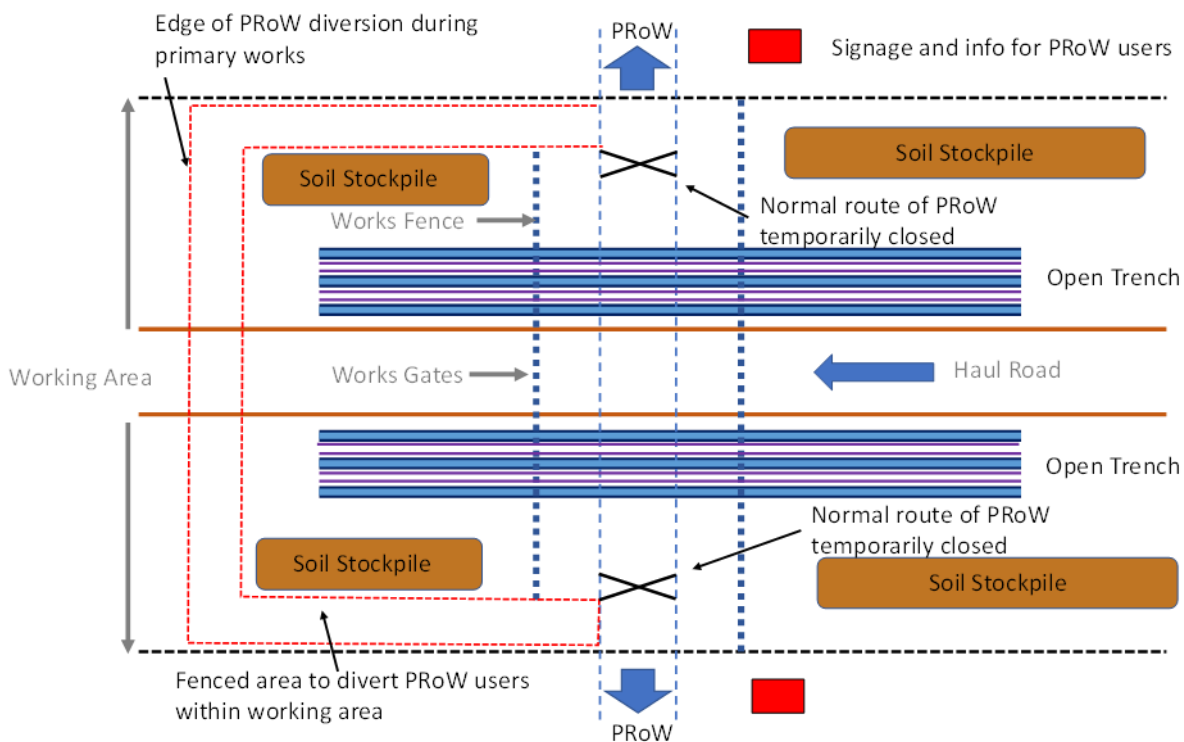 Edge of PRoW diversion during
primary works
PRoW
Signage and info for PRoW users
Soil Stockpile
Soil Stockpile
Works Fence
Normal route of PRoW
temporarily closed
Open Trench
Working Area
Works Gates
Haul Road
Open Trench
Normal route of PRoW
temporarily closed
Soil Stockpile
Soil Stockpile
Fenced area to divert PRoW users
within working area
PRoW